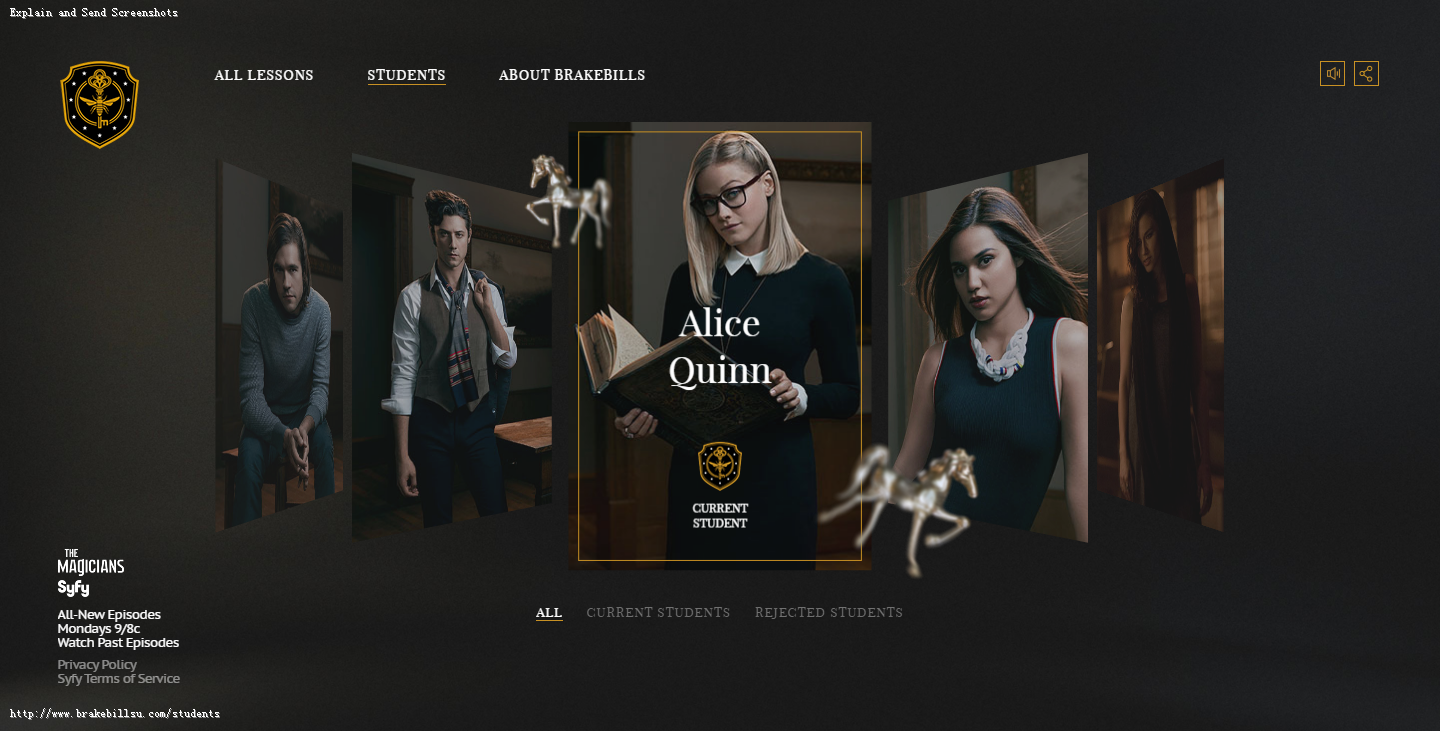 Explain and Send Screenshots
ALL LESSONS
STUDENTS
ABOUT BRAKEBILLS
Alice
Quinn
CURRENT
STUDENT
THE
MAGICIANS
Syfy
All-New Episodes
Mondays 9/8c
Watch Past Episodes
Privacy Policy
Syfy Terms of Service
ALL
CURRENT STUDENTS
REJECTED STUDENTS
http://www.brakebillsu.com/students